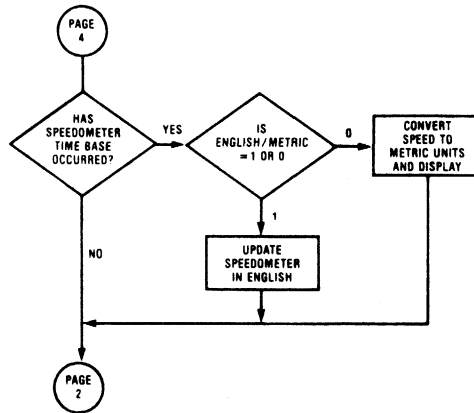 PAGE
4
HAS
SPEEDOMETER
TIME BASE
OCCURRED?
YES
IS
ENGLISH/METRIC
= 1 OR 0
0
CONVERT
SPEED TO
METRIC UNITS
AND DISPLAY
1
NO
UPDATE
SPEEDOMETER
IN ENGLISH
PAGE
2